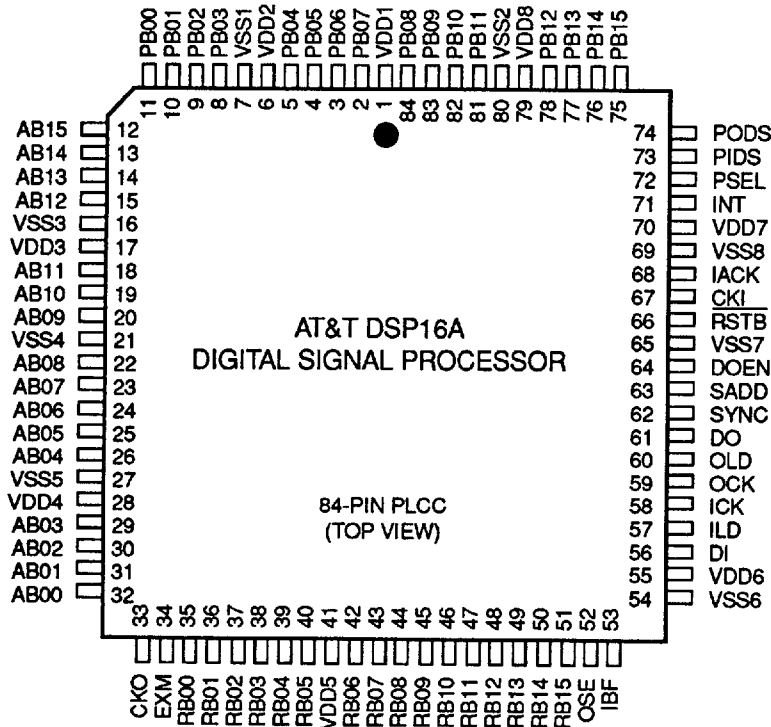 PB00 PB01 PB02 PB03 VSS1 VDD2 PB04 PB05 PB06 PB07 VDD1 PB08 PB09 PB10 PB11 VSS2 VDD8 PB12 PB13 PB14 PB15
11 10 9 8 7 6 5 4 3 2 1 84 83 82 81 80 79 78 77 76 75
AB15 12
AB14 13
AB13 14
AB12 15
VSS3 16
VDD3 17
AB11 18
AB10 19
AB09 20
VSS4 21
AB08 22
AB07 23
AB06 24
AB05 25
AB04 26
VSS5 27
VDD4 28
AB03 29
AB02 30
AB01 31
AB00 32
AT&T DSP16A
DIGITAL SIGNAL PROCESSOR
84-PIN PLCC
(TOP VIEW)
74 PODS
73 PIDS
72 PSEL
71 INT
70 VDD7
69 VSS8
68 IACK
67 CKI
66 RSTB
65 VSS7
64 DOEN
63 SADD
62 SYNC
61 DO
60 OLD
59 OCK
58 ICK
57 ILD
56 DI
55 VDD6
54 VSS6
33 34 35 36 37 38 39 40 41 42 43 44 45 46 47 48 49 50 51 52 53
CKO EXM RB00 RB01 RB02 RB03 RB04 RB05 VDD5 RB06 RB07 RB08 RB09 RB10 RB11 RB12 RB13 RB14 RB15 OSE IBF